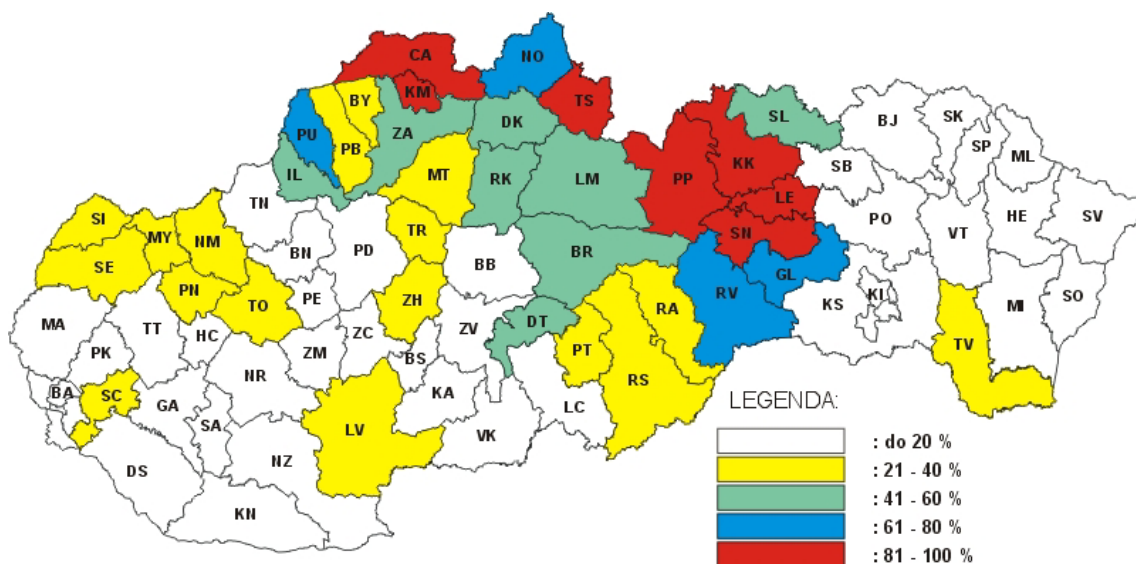 CA
NO
KM
TS
BY
PU
PB
ZA
DK
SL
BJ
SK
SP
ML
IL
MT
RK
LM
PP
KK
SB
LE
TN
SI
MY
NM
TR
SN
PO
HE
SV
VT
SE
BN
PD
BB
BR
GL
PN
TO
PE
ZH
RV
KS
KI
MI
SO
MA
TT
HC
ZM
ZC
ZV
DT
RA
PK
BS
PT
TV
BA
SC
GA
NR
KA
RS
LC
SA
LV
VK
DS
NZ
KN
LEGENDA:
: do 20 %
: 21 - 40 %
: 41 - 60 %
: 61 - 80 %
: 81 - 100 %